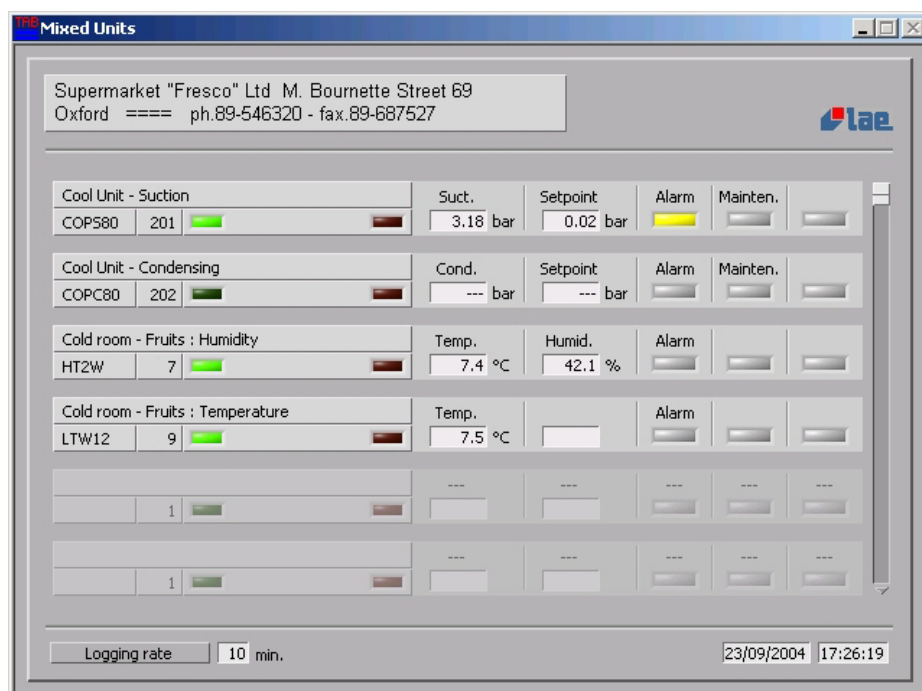 TAB Mixed Units
Supermarket "Fresco" Ltd M. Bournette Street 69
Oxford ==== ph.89-546320 - fax.89-687527
lae
Cool Unit - Suction Suct. Setpoint Alarm Mainten.
COPS80 201 3.18 bar 0.02 bar
Cool Unit - Condensing Cond. Setpoint Alarm Mainten.
COPC80 202 --- bar --- bar
Cold room - Fruits : Humidity Temp. Humid. Alarm
HT2W 7 7.4 °C 42.1 %
Cold room - Fruits : Temperature Temp. Alarm
LTW12 9 7.5 °C
--- --- --- --- ---
1
--- --- --- --- ---
1
Logging rate 10 min. 23/09/2004 17:26:19